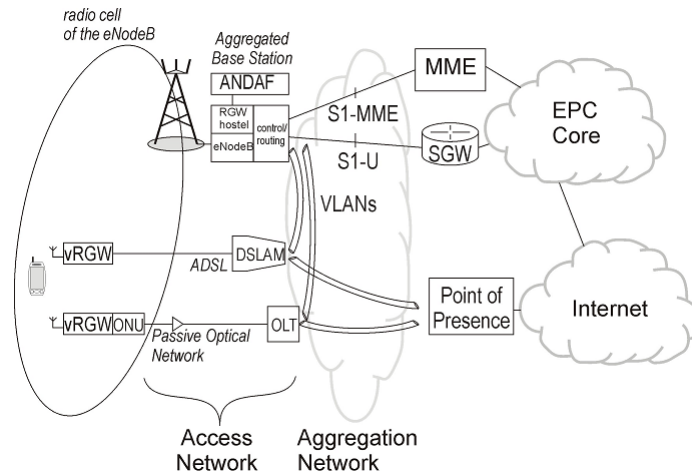 radio cell
of the eNodeB
Aggregated
Base Station
ANDAF
RGW
hostel
control/
routing
eNodeB
MME
S1-MME
EPC
Core
S1-U
SGW
VLANs
vRGW
ADSL
DSLAM
vRGW
ONU
Passive Optical
Network
OLT
Point of
Presence
Internet
Access
Network
Aggregation
Network